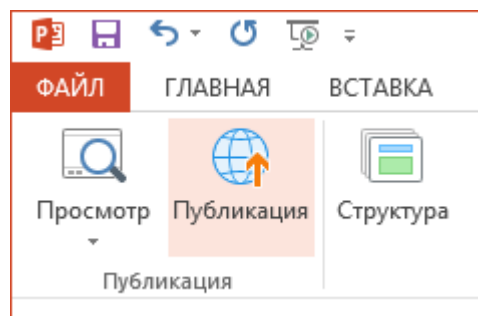 ФАЙЛ ГЛАВНАЯ ВСТАВКА
Просмотр Публикация Структура
Публикация